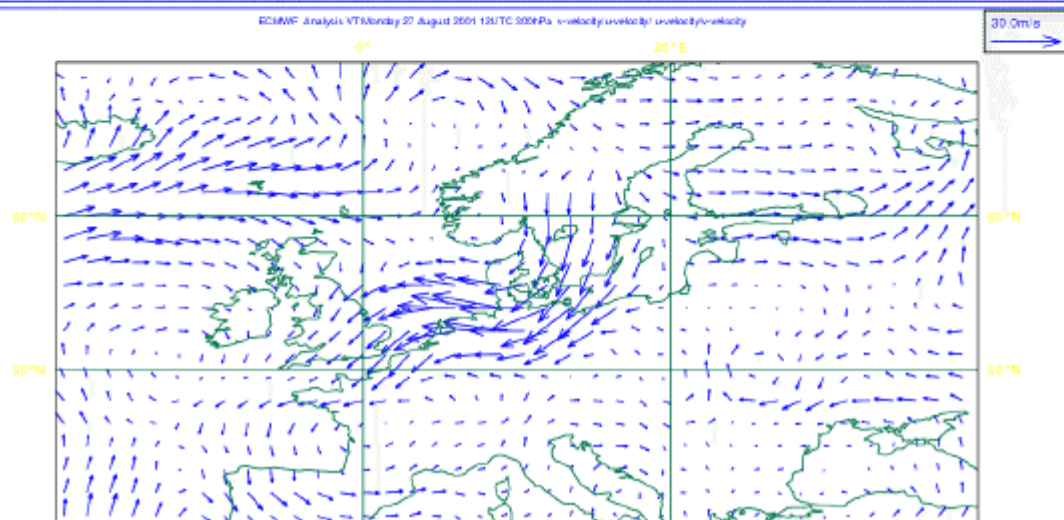 ECMWF Analysis VT:Monday 27 August 2001 12UTC 300hPa v-velocity/u-velocity/ u-velocity/v-velocity
30.0m/s
0°
20°E
60°N
60°N
50°N
50°N